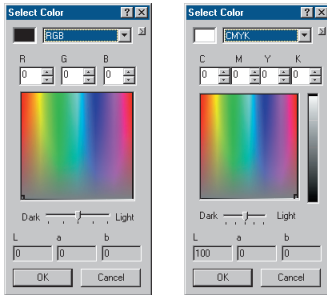 Select Color
RGB
R G B
0 0 0
Dark Light
L a b
0 0 0
OK Cancel
Select Color
CMYK
C M Y K
0 0 0 0
Dark Light
L a b
100 0 0
OK Cancel